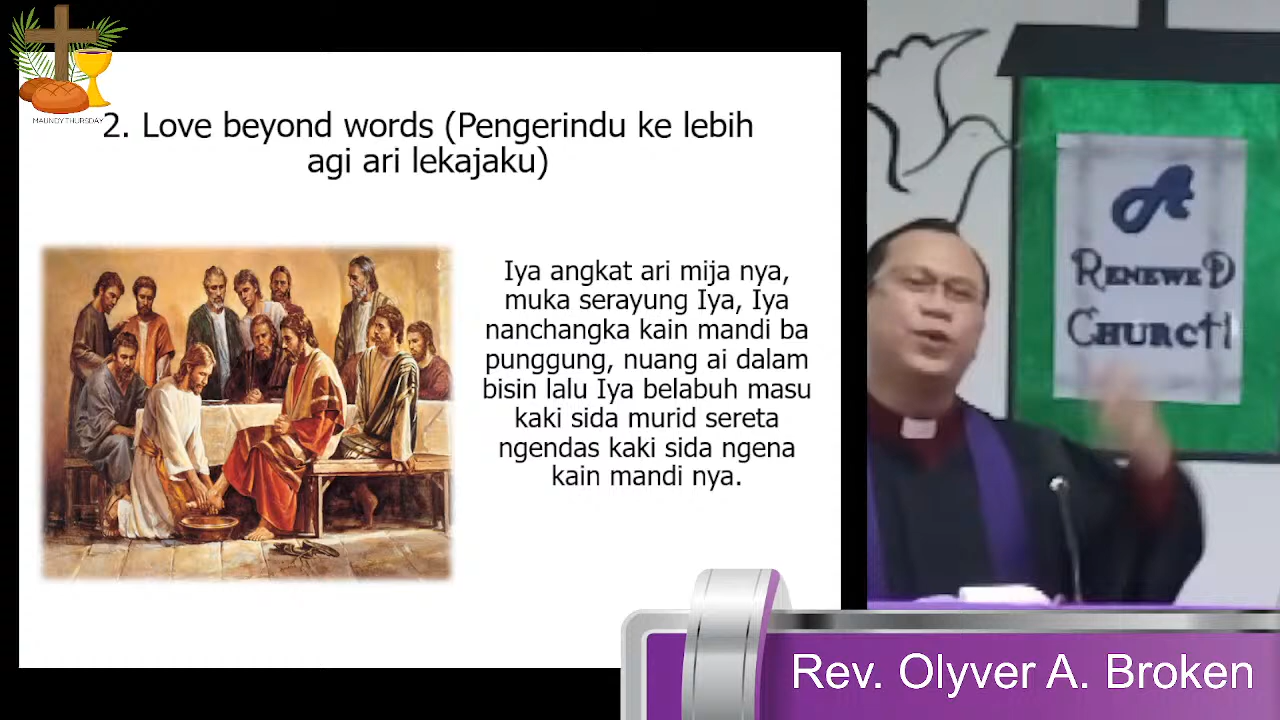 MAUNDY THURSDAY
2. Love beyond words (Pengerindu ke lebih
agi ari lekajaku)
Iya angkat ari mija nya,
muka serayung Iya, Iya
nanchangka kain mandi ba
punggung, nuang ai dalam
bisin lalu Iya belabuh masu
kaki sida murid sereta
ngendas kaki sida ngena
kain mandi nya.
A
RENEWED
CHURCH
Rev. Olyver A. Broken